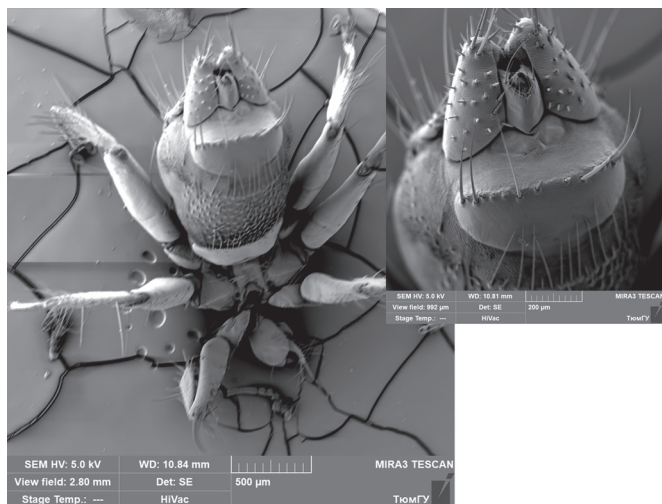 SEM HV: 5.0 kV WD: 10.84 mm MIRA3 TESCAN
View field: 2.80 mm Det: SE 500 µm
Stage Temp.: --- HiVac ТюмГУ
SEM HV: 5.0 kV WD: 10.81 mm MIRA3 TESCAN
View field: 992 µm Det: SE 200 µm
Stage Temp.: --- HiVac ТюмГУ